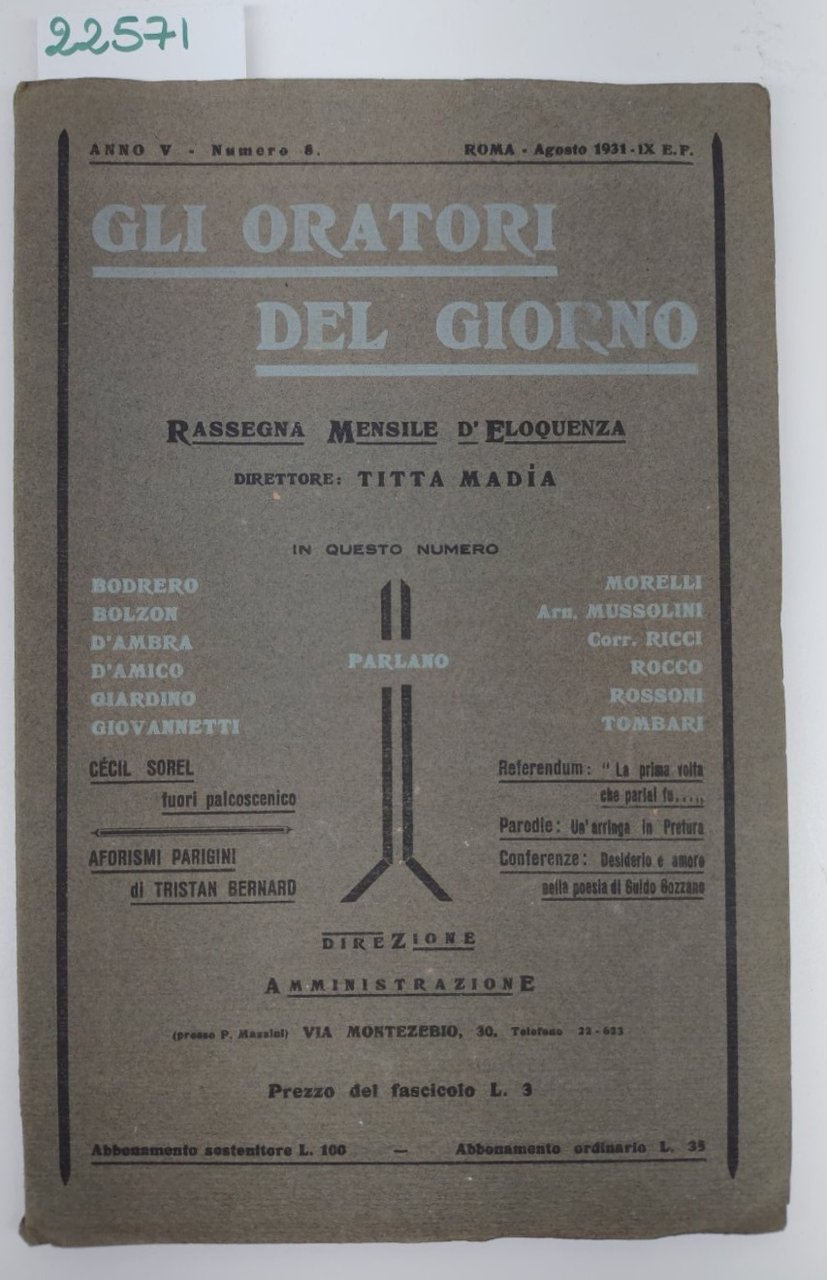 22571
ANNO V - Numero 8. ROMA - Agosto 1931 - IX E.F.
GLI ORATORI
DEL GIORNO
RASSEGNA MENSILE D'ELOQUENZA
DIRETTORE: TITTA MADİA
IN QUESTO NUMERO
BODRERO
BOLZON
D'AMBRA
D'AMICO
GIARDINO
GIOVANNETTI
PARLANO
MORELLI
Arn. MUSSOLINI
Corr. RICCI
ROCCO
ROSSONI
TOMBARI
CÉCIL SOREL
fuori palcoscenico
AFORISMI PARIGINI
di TRISTAN BERNARD
Referendum: "La prima volta
che parlai fu.....
Parodie: Un'arringa in Pretura
Conferenze: Desiderio e amore
nella poesia di Guido Gozzano
DIREZIONE
AMMINISTRAZIONE
(presso P. Mazzini) VIA MONTEZEBIO, 30. Telefono 22-623
Prezzo del fascicolo L. 3
Abbonamento sostenitore L. 100 — Abbonamento ordinario L. 35